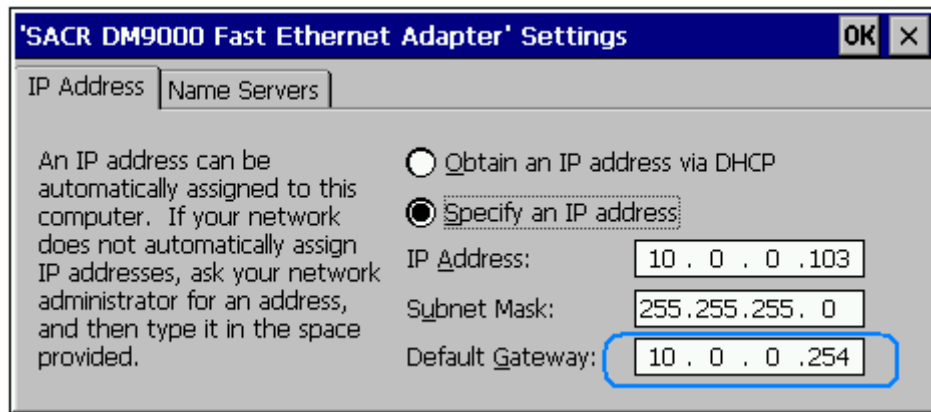 'SACR DM9000 Fast Ethernet Adapter' Settings OK ×
IP Address Name Servers
An IP address can be
automatically assigned to this
computer. If your network
does not automatically assign
IP addresses, ask your network
administrator for an address,
and then type it in the space
provided.
Obtain an IP address via DHCP
Specify an IP address
IP Address: 10 . 0 . 0 .103
Subnet Mask: 255.255.255. 0
Default Gateway: 10 . 0 . 0 .254